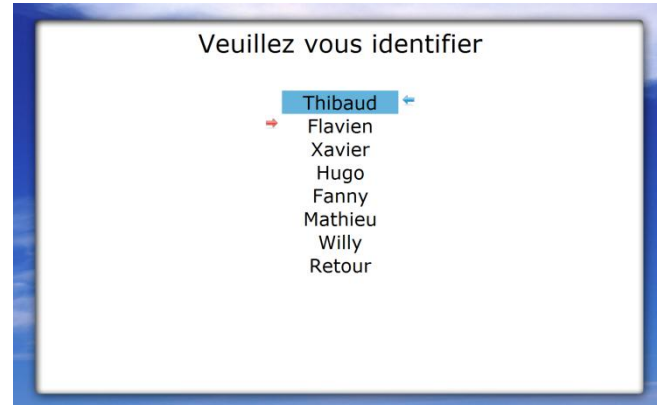 Veuillez vous identifier
Thibaud
Flavien
Xavier
Hugo
Fanny
Mathieu
Willy
Retour